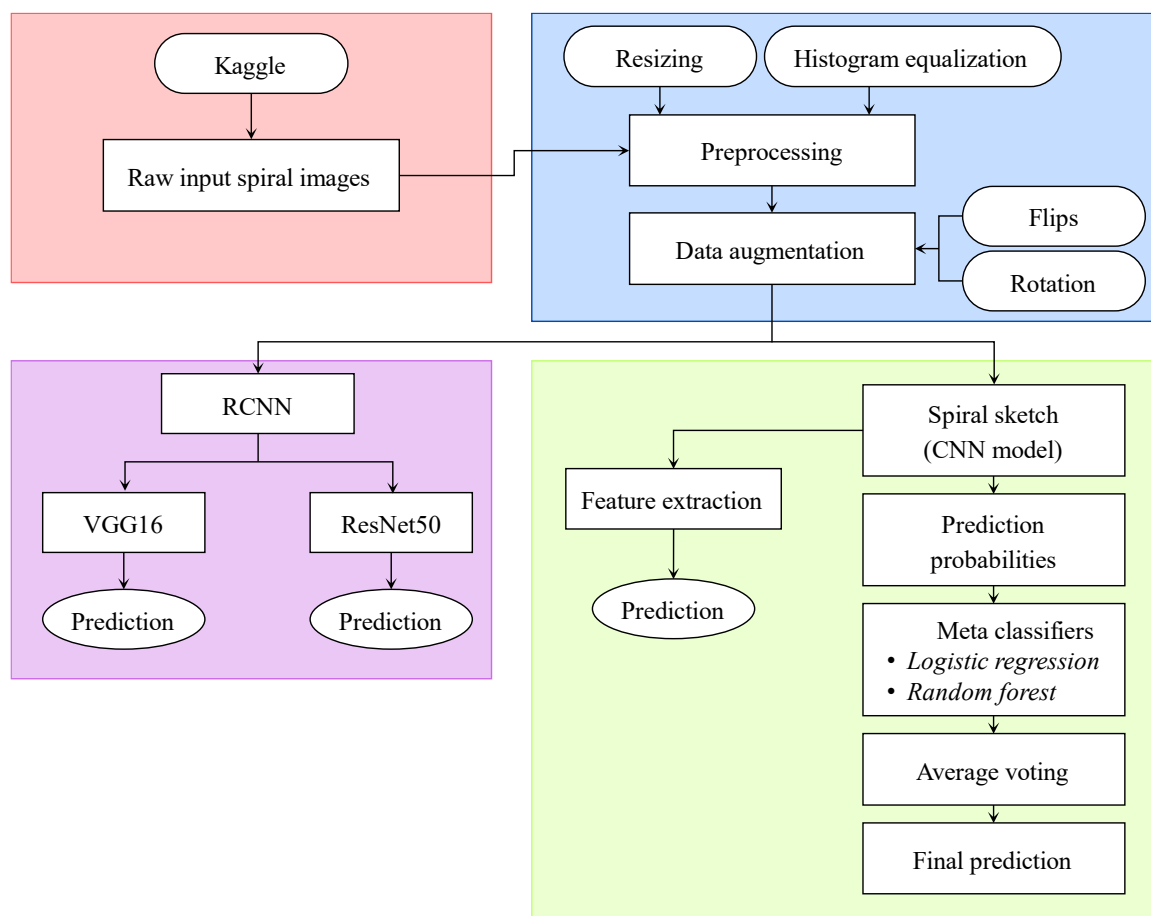 Kaggle
Raw input spiral images
Resizing
Histogram equalization
Preprocessing
Data augmentation
Flips
Rotation
RCNN
VGG16
ResNet50
Prediction
Prediction
Spiral sketch
(CNN model)
Feature extraction
Prediction
Prediction
probabilities
Meta classifiers
• Logistic regression
• Random forest
Average voting
Final prediction